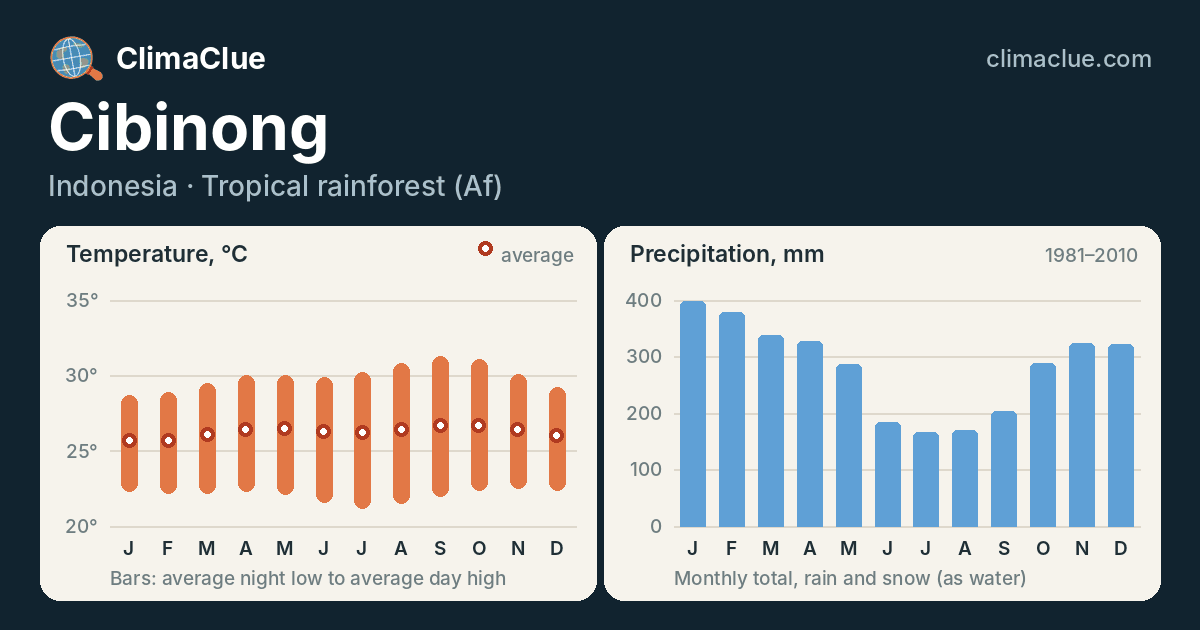 ClimaClue
climaclue.com
Cibinong
Indonesia · Tropical rainforest (Af)
Temperature, °C
average
35°
30°
25°
20°
J F M A M J J A S O N D
Bars: average night low to average day high
Precipitation, mm
1981–2010
400
300
200
100
0
J F M A M J J A S O N D
Monthly total, rain and snow (as water)